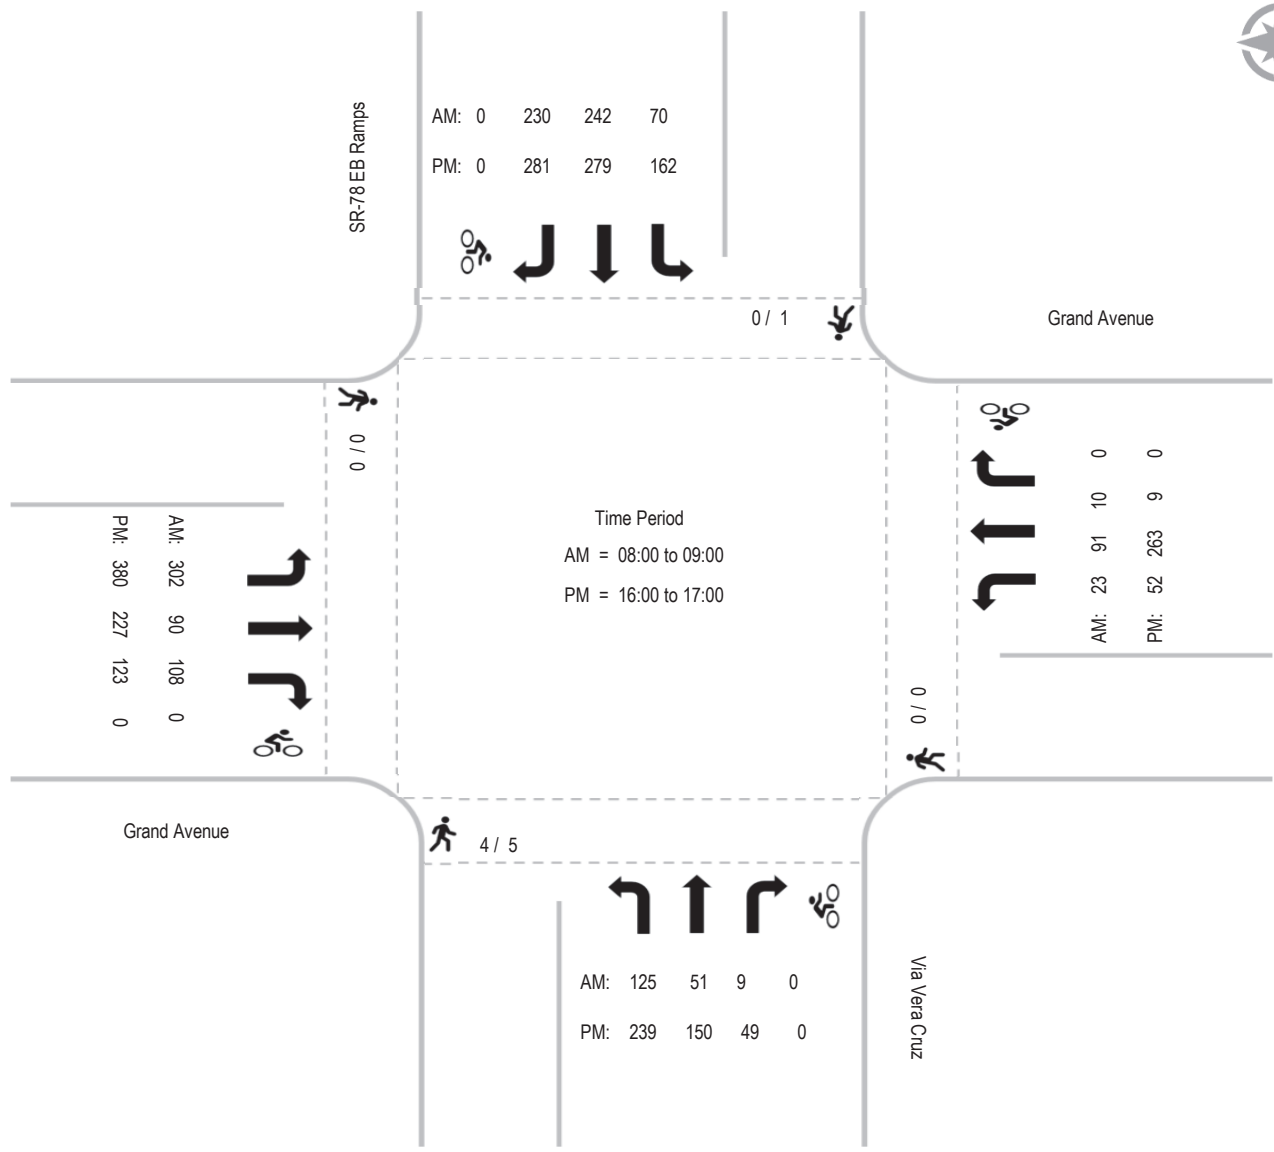 SR-78 EB Ramps
AM: 0 230 242 70
PM: 0 281 279 162
0 / 1
Grand Avenue
0 / 0
AM: 302 90 108 0
PM: 380 227 123 0
Time Period
AM = 08:00 to 09:00
PM = 16:00 to 17:00
AM: 23 91 10 0
PM: 52 263 9 0
0 / 0
Grand Avenue
4 / 5
AM: 125 51 9 0
PM: 239 150 49 0
Via Vera Cruz